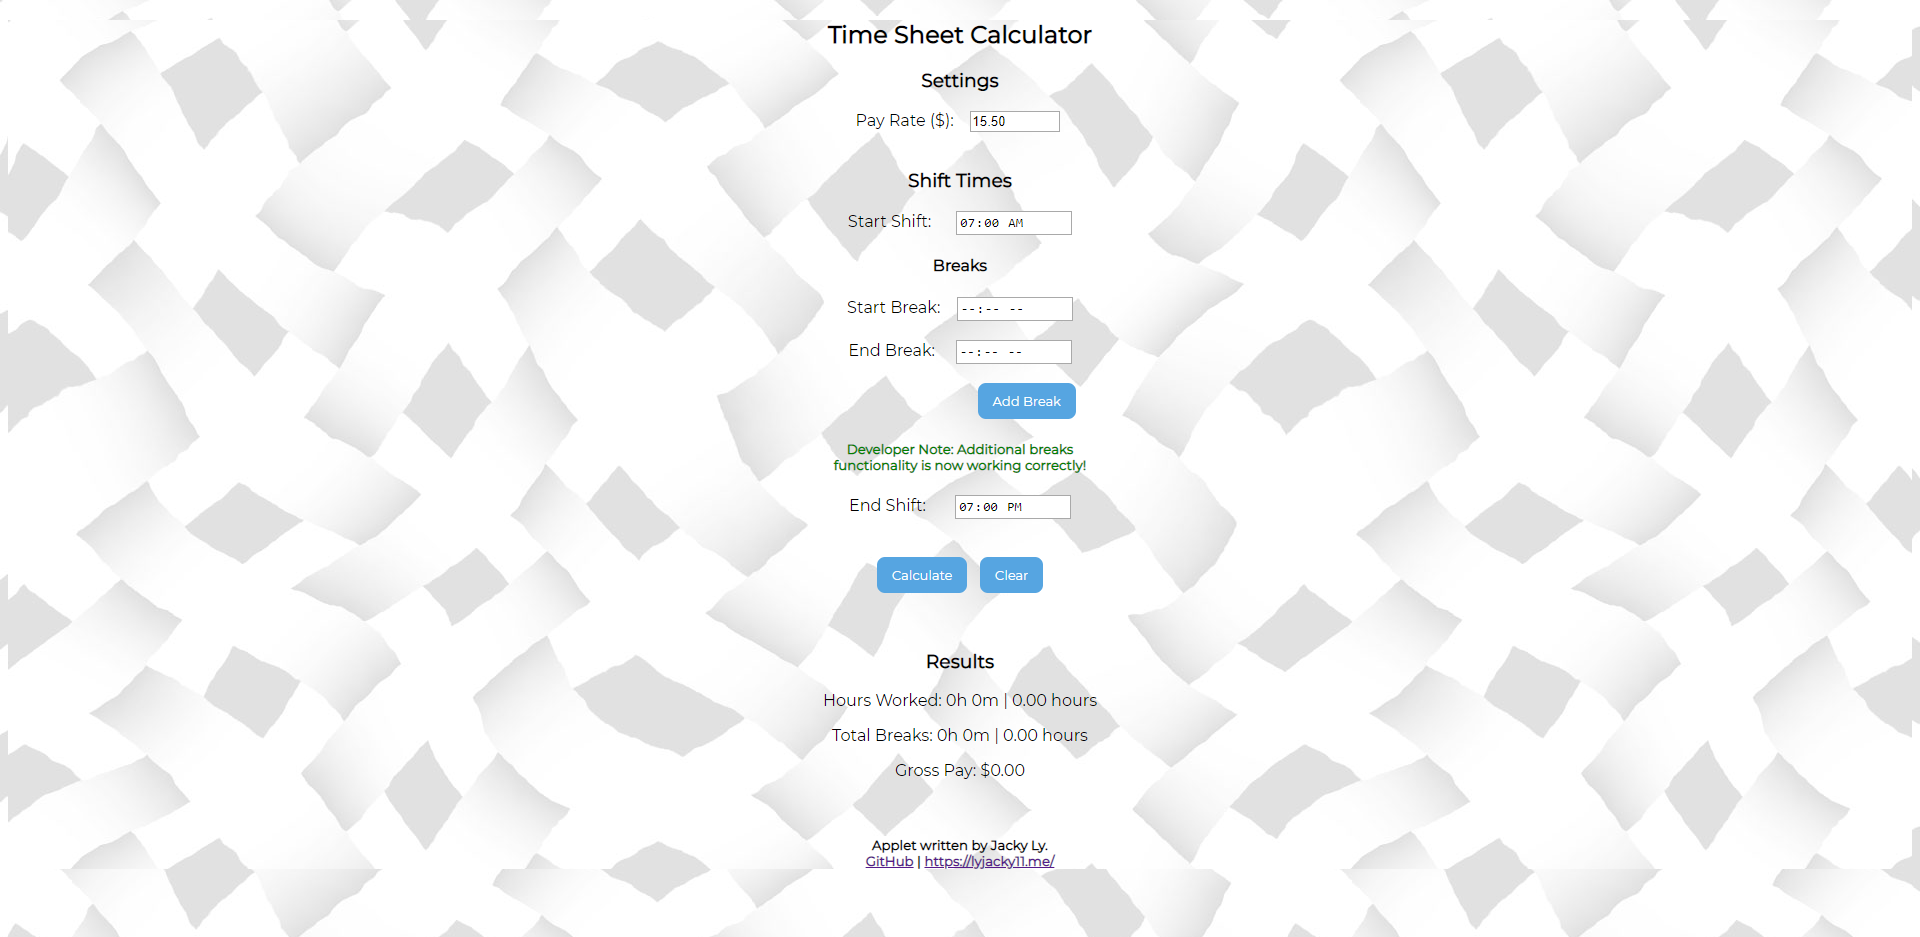 Time Sheet Calculator
Settings
Pay Rate ($): 15.50
Shift Times
Start Shift: 07:00 AM
Breaks
Start Break: --:-- --
End Break: --:-- --
Add Break
Developer Note: Additional breaks
functionality is now working correctly!
End Shift: 07:00 PM
Calculate Clear
Results
Hours Worked: 0h 0m | 0.00 hours
Total Breaks: 0h 0m | 0.00 hours
Gross Pay: $0.00
Applet written by Jacky Ly.
GitHub | https://lyjacky11.me/